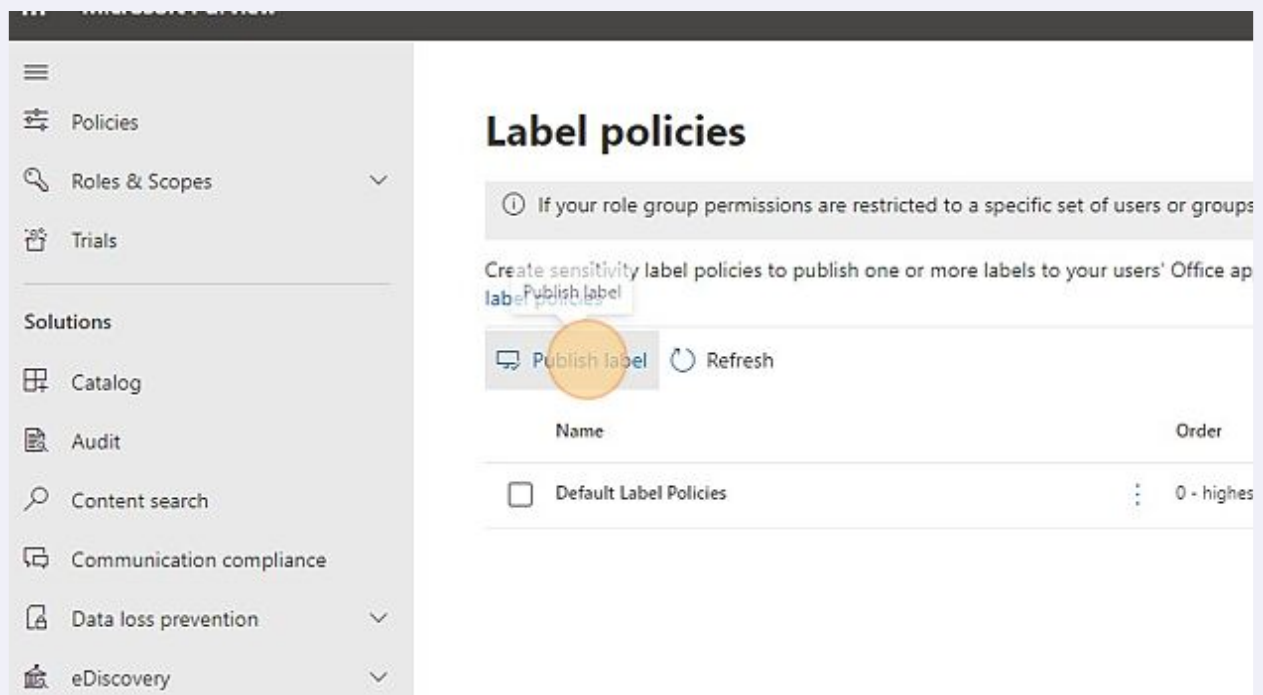 Policies
Roles & Scopes
Trials
Solutions
Catalog
Audit
Content search
Communication compliance
Data loss prevention
eDiscovery
Label policies
If your role group permissions are restricted to a specific set of users or groups
Create sensitivity label policies to publish one or more labels to your users' Office ap
label policies
Publish label
Publish label
Refresh
Name
Order
Default Label Policies
0 - highes